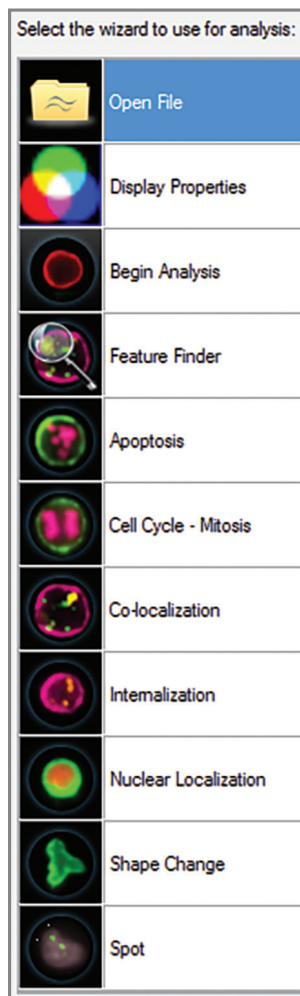 Select the wizard to use for analysis:
Open File
Display Properties
Begin Analysis
Feature Finder
Apoptosis
Cell Cycle - Mitosis
Co-localization
Internalization
Nuclear Localization
Shape Change
Spot